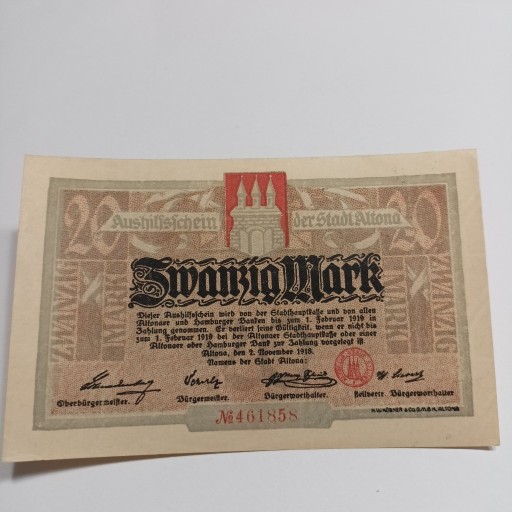 20 Aushilfsschein der Stadt Altona 20
Zwanzig Mark
Dieser Aushilfsschein wird von der Stadthauptkasse und von allen
Altonaer und Hamburger Banken bis zum 1. Februar 1919 in
Zahlung genommen. Er verliert seine Gültigkeit, wenn er nicht bis
zum 1. Februar 1919 bei der Altonaer Stadthauptkasse oder einer
Altonaer oder Hamburger Bank zur Zahlung vorgelegt ist
Altona, den 2. November 1918.
Namens der Stadt Altona:
Oberbürgermeister. Bürgermeister. Bürgerworthalter. stellvertr. Bürgerworthalter
№ 461858